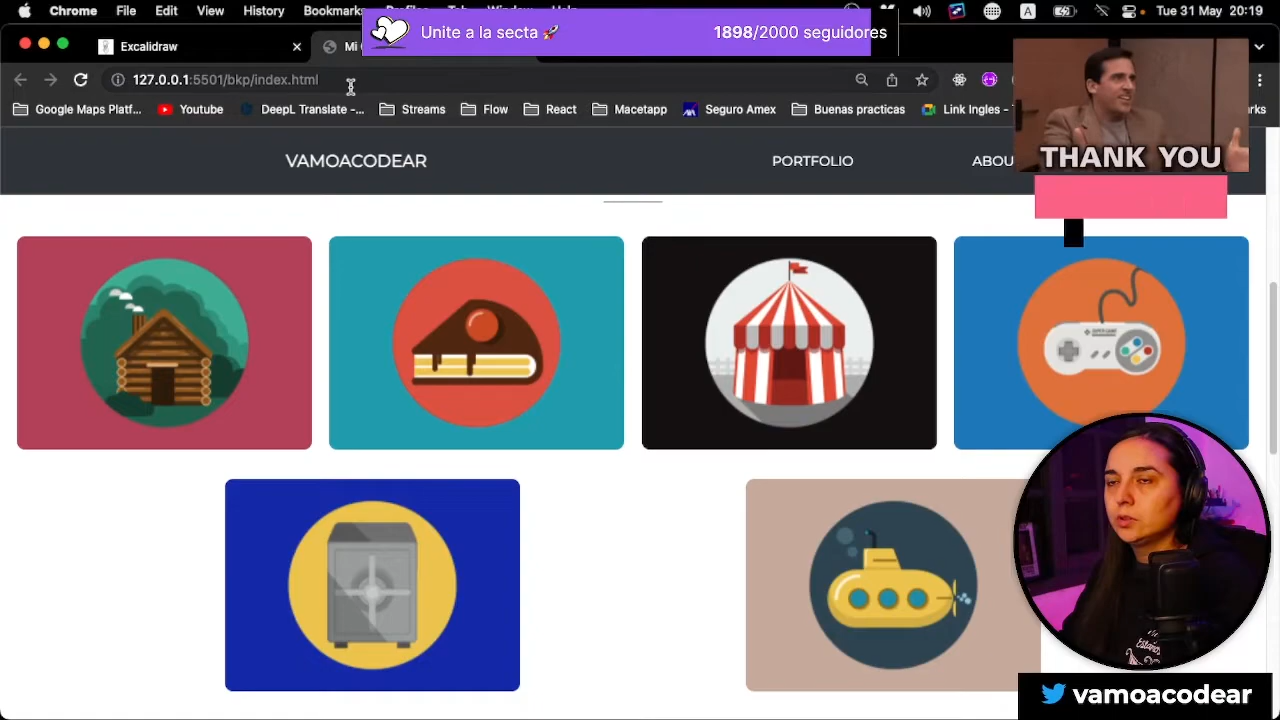 Chrome File Edit View History Bookmarks Tue 31 May 20:19
Unite a la secta 🚀 1898/2000 seguidores
Excalidraw
127.0.0.1:5501/bkp/index.html
Google Maps Platf... Youtube DeepL Translate -... Streams Flow React Macetapp Seguro Amex Buenas practicas Link Ingles -
THANK YOU
VAMOACODEAR PORTFOLIO
SUPER GAME
vamoacodear